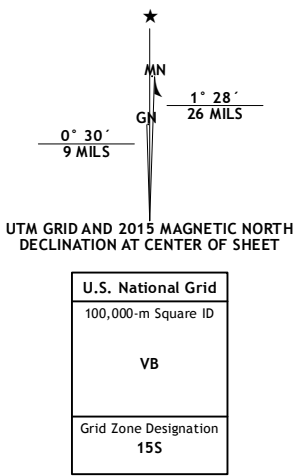 ★
MN
1° 28´
26 MILS
GN
0° 30´
9 MILS
UTM GRID AND 2015 MAGNETIC NORTH
DECLINATION AT CENTER OF SHEET
U.S. National Grid
100,000-m Square ID
VB
Grid Zone Designation
15S